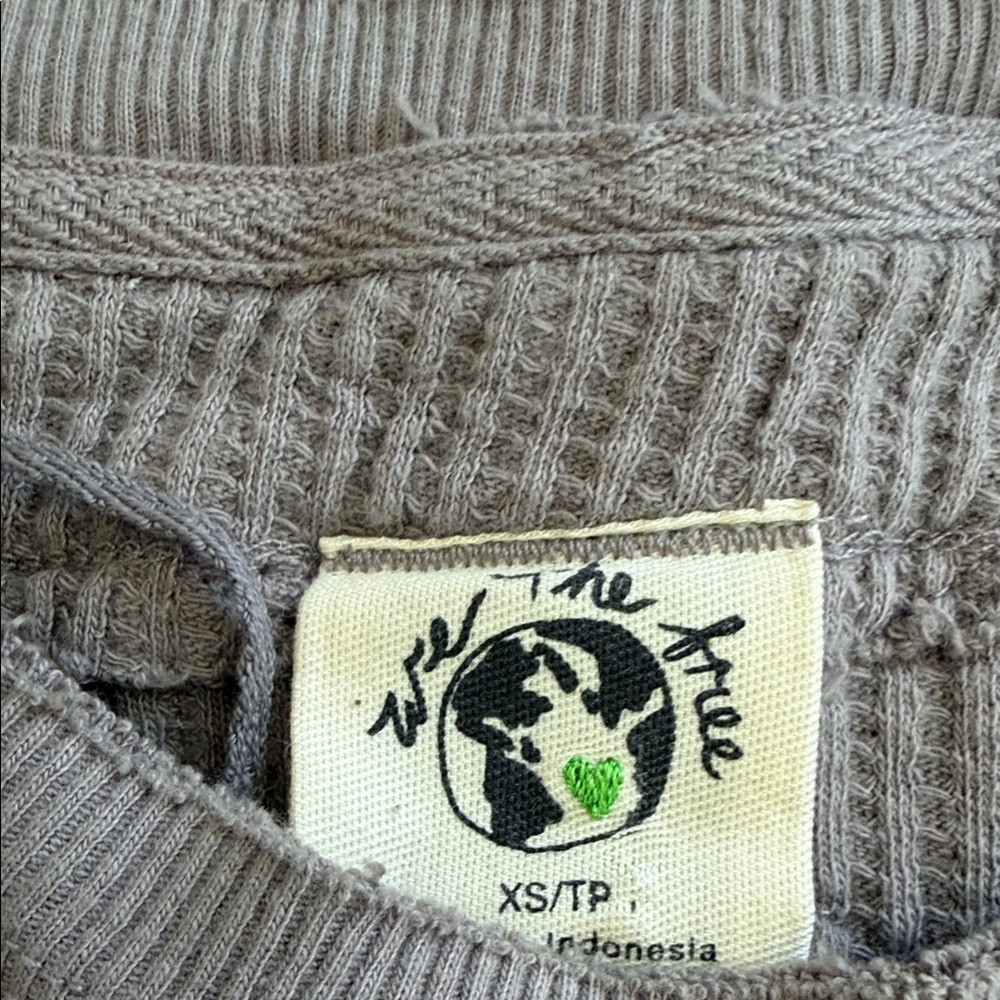 We The Free
XS/TP
Indonesia